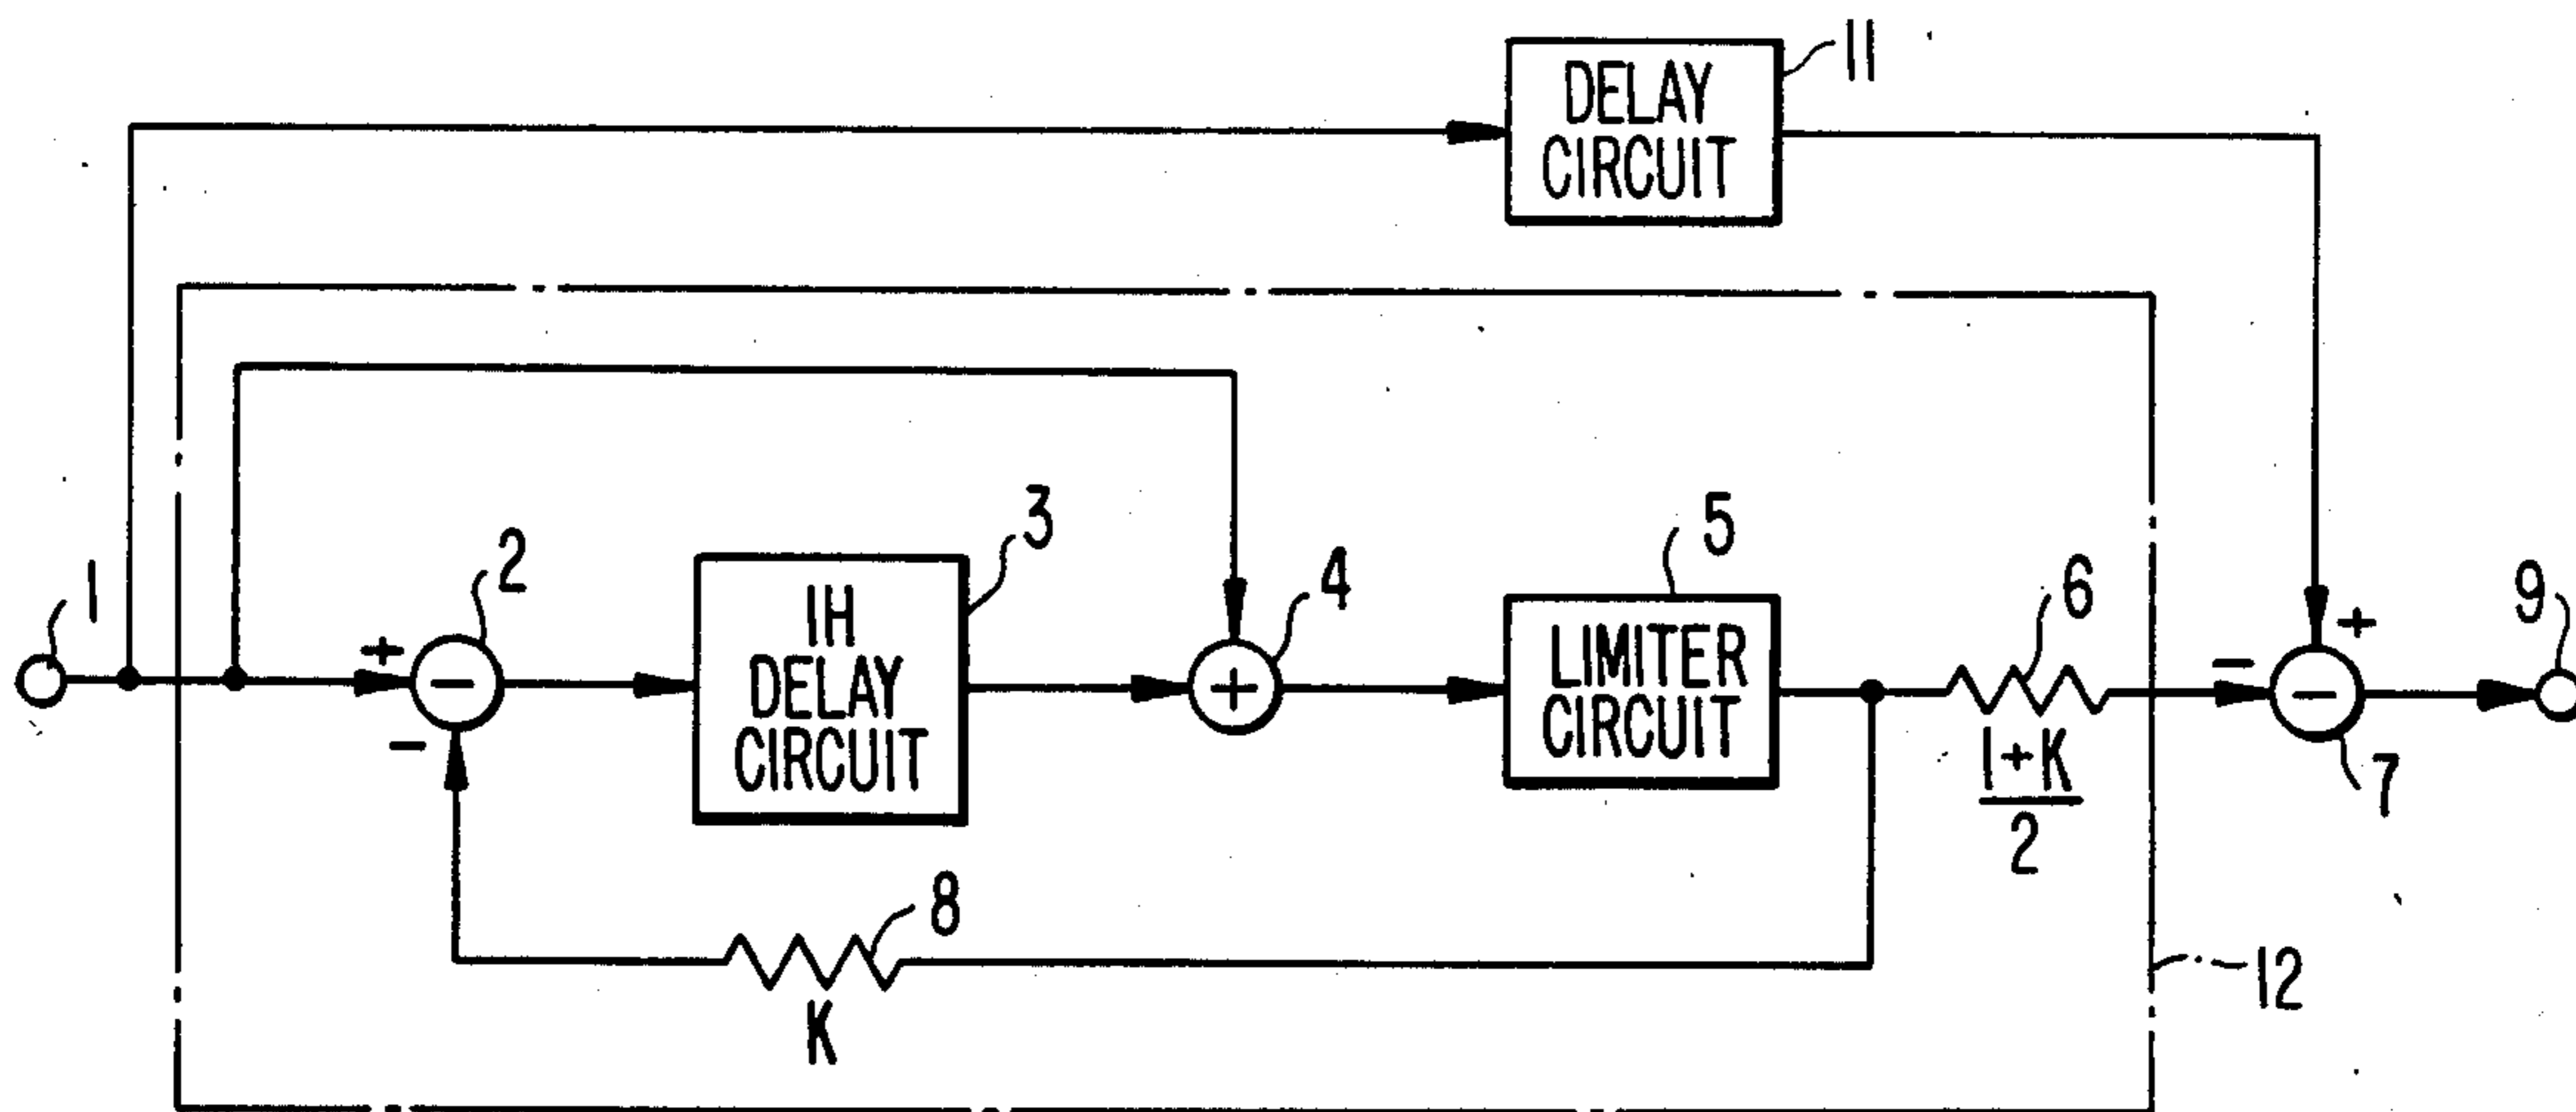 DELAY
CIRCUIT
11
1
+
-
2
-
1H
DELAY
CIRCUIT
3
+
4
LIMITER
CIRCUIT
5
6
1+K
2
-
+
-
7
9
8
K
12